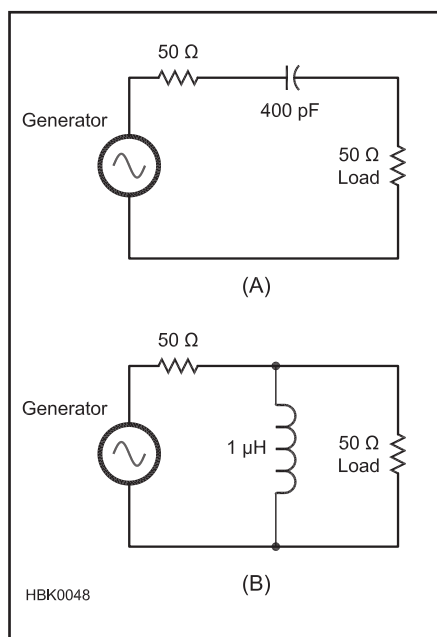 50 Ω
400 pF
Generator
50 Ω
Load
(A)
50 Ω
Generator
1 µH
50 Ω
Load
(B)
HBK0048